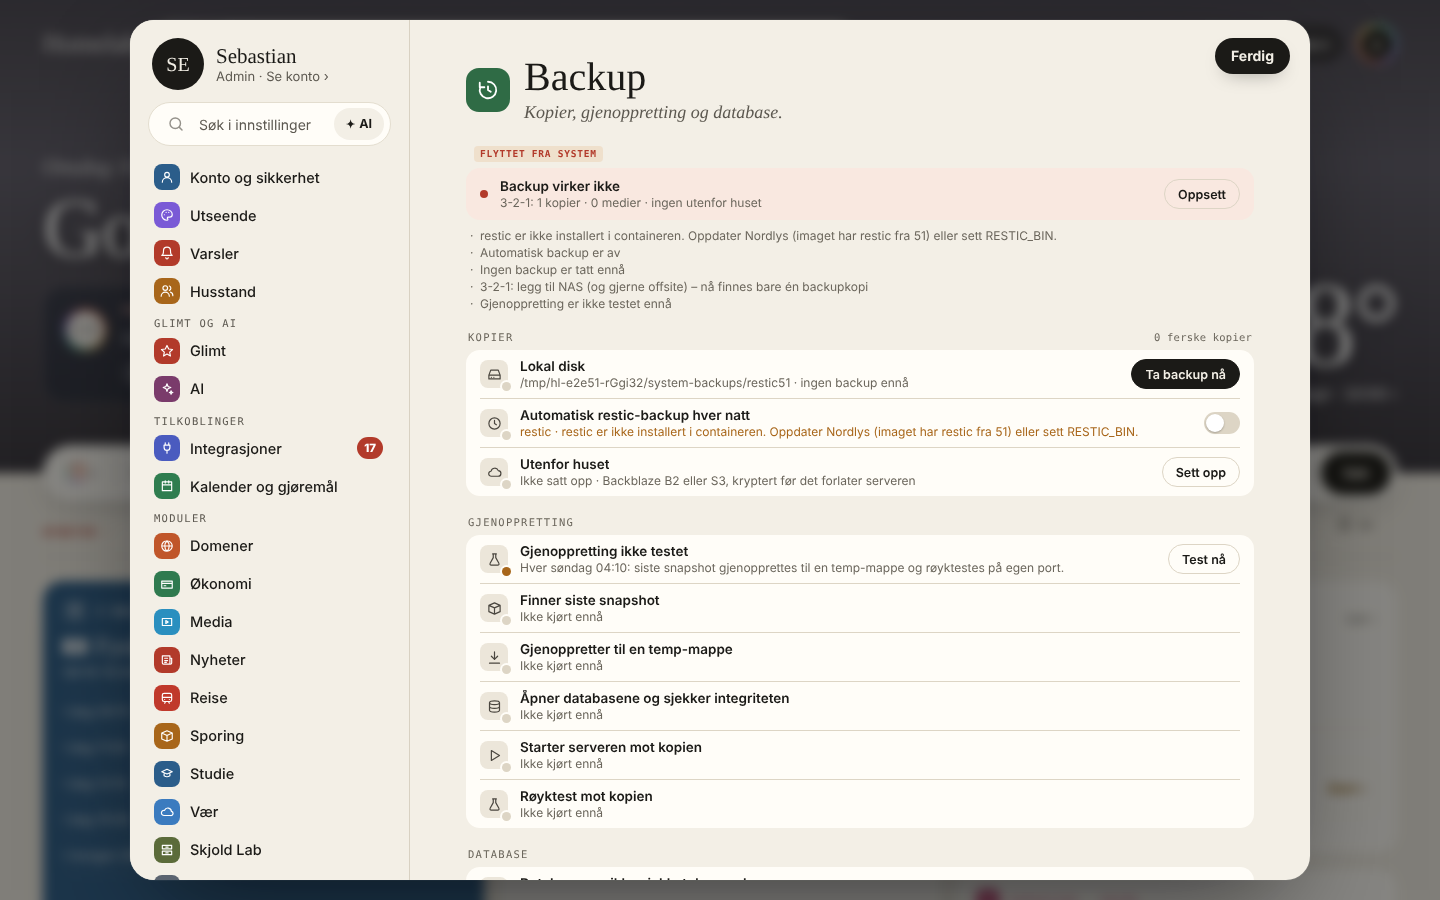 SE
Sebastian
Admin · Se konto ›
Søk i innstillinger
AI
Konto og sikkerhet
Utseende
Varsler
Husstand
GLIMT OG AI
Glimt
AI
TILKOBLINGER
Integrasjoner 17
Kalender og gjøremål
MODULER
Domener
Økonomi
Media
Nyheter
Reise
Sporing
Studie
Vær
Skjold Lab
Ferdig
Backup
Kopier, gjenoppretting og database.
FLYTTET FRA SYSTEM
Backup virker ikke
3-2-1: 1 kopier · 0 medier · ingen utenfor huset
Oppsett
· restic er ikke installert i containeren. Oppdater Nordlys (imaget har restic fra 51) eller sett RESTIC_BIN.
· Automatisk backup er av
· Ingen backup er tatt ennå
· 3-2-1: legg til NAS (og gjerne offsite) – nå finnes bare én backupkopi
· Gjenoppretting er ikke testet ennå
KOPIER
0 ferske kopier
Lokal disk
/tmp/hl-e2e51-rGgi32/system-backups/restic51 · ingen backup ennå
Ta backup nå
Automatisk restic-backup hver natt
restic · restic er ikke installert i containeren. Oppdater Nordlys (imaget har restic fra 51) eller sett RESTIC_BIN.
Utenfor huset
Ikke satt opp · Backblaze B2 eller S3, kryptert før det forlater serveren
Sett opp
GJENOPPRETTING
Gjenoppretting ikke testet
Hver søndag 04:10: siste snapshot gjenopprettes til en temp-mappe og røyktestes på egen port.
Test nå
Finner siste snapshot
Ikke kjørt ennå
Gjenoppretter til en temp-mappe
Ikke kjørt ennå
Åpner databasene og sjekker integriteten
Ikke kjørt ennå
Starter serveren mot kopien
Ikke kjørt ennå
Røyktest mot kopien
Ikke kjørt ennå
DATABASE
Go
8°